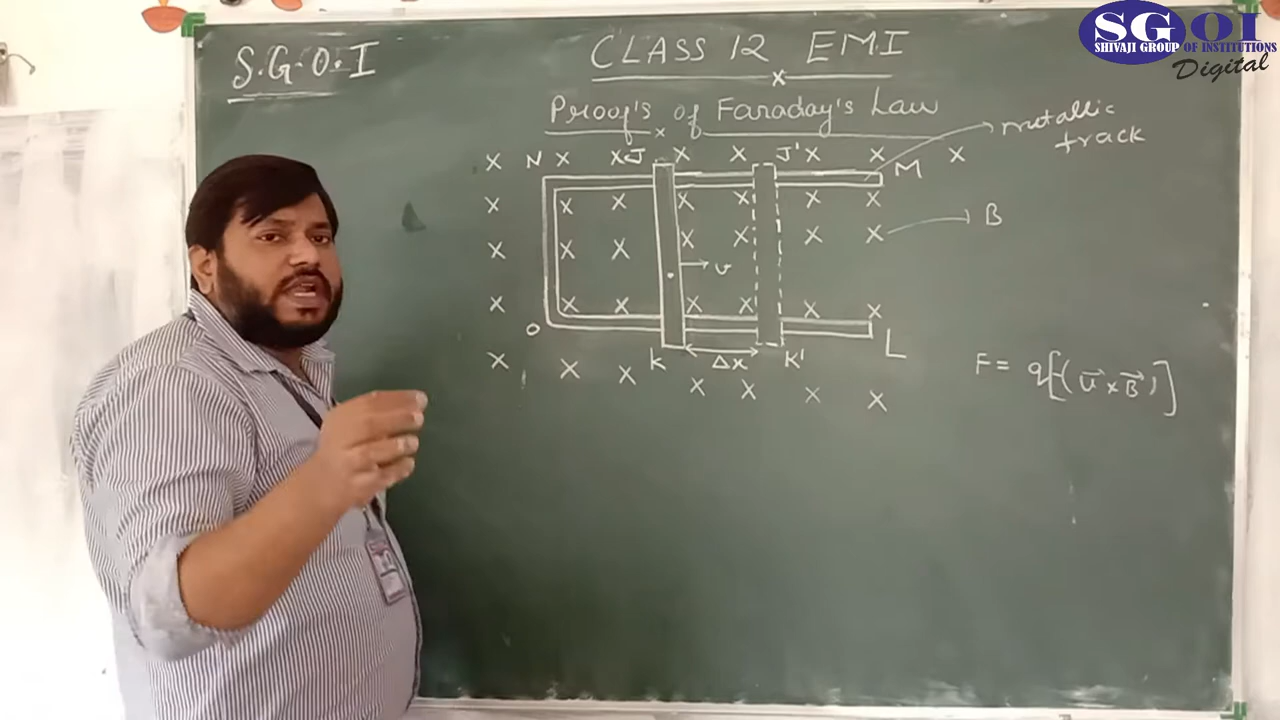 S.G.O.I
CLASS 12 EMI
x
SGOI
SHIVAJI GROUP OF INSTITUTIONS
Digital
Proof's of Faraday's Law
x
metallic
track
X N X X J X X J' X X X
M
X X X X X X X
X X X X X X X → B
→ v
X X X X X X X
O
K Δx K' L
X X X X X X X
F = q[(v⃗ × B⃗)]